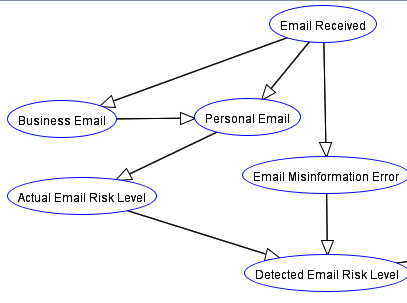 Email Received
Business Email
Personal Email
Email Misinformation Error
Actual Email Risk Level
Detected Email Risk Level